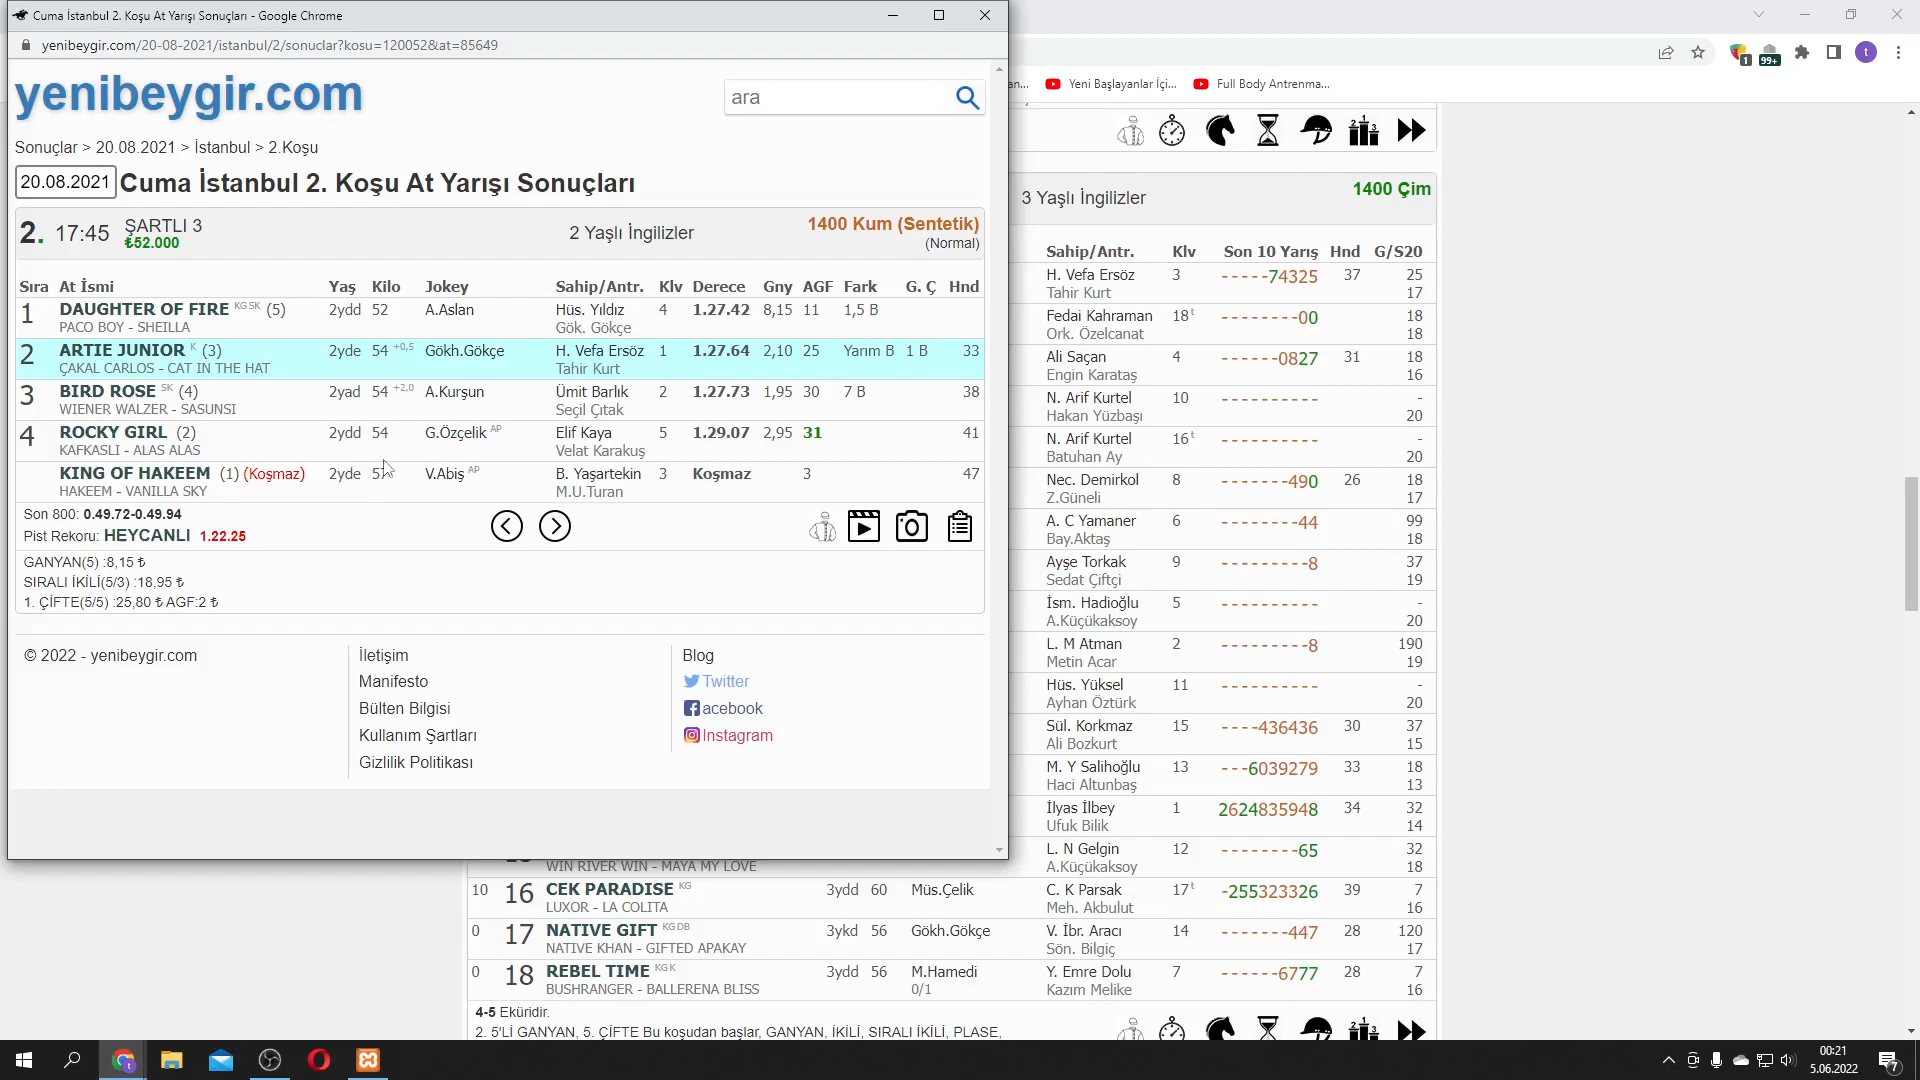 Cuma İstanbul 2. Koşu At Yarışı Sonuçları - Google Chrome
yenibeygir.com/20-08-2021/istanbul/2/sonuclar?kosu=120052&at=85649
yenibeygir.com
ara
Sonuçlar > 20.08.2021 > İstanbul > 2.Koşu
20.08.2021 Cuma İstanbul 2. Koşu At Yarışı Sonuçları
2. 17:45 ŞARTLI 3 2 Yaşlı İngilizler 1400 Kum (Sentetik)
₺52.000 (Normal)
Sıra At İsmi Yaş Kilo Jokey Sahip/Antr. Klv Derece Gny AGF Fark G. Ç Hnd
1 DAUGHTER OF FIRE KG SK (5) 2ydd 52 A.Aslan Hüs. Yıldız 4 1.27.42 8,15 11 1,5 B
PACO BOY - SHEILLA Gök. Gökçe
2 ARTIE JUNIOR K (3) 2yde 54 +0,5 Gökh.Gökçe H. Vefa Ersöz 1 1.27.64 2,10 25 Yarım B 1 B 33
ÇAKAL CARLOS - CAT IN THE HAT Tahir Kurt
3 BIRD ROSE SK (4) 2yad 54 +2,0 A.Kurşun Ümit Barlık 2 1.27.73 1,95 30 7 B 38
WIENER WALZER - SASUNSI Seçil Çıtak
4 ROCKY GIRL (2) 2ydd 54 G.Özçelik AP Elif Kaya 5 1.29.07 2,95 31 41
KAFKASLI - ALAS ALAS Velat Karakuş
KING OF HAKEEM (1) (Koşmaz) 2yde V.Abiş AP B. Yaşartekin 3 Koşmaz 3 47
HAKEEM - VANILLA SKY M.U.Turan
Son 800: 0.49.72-0.49.94
Pist Rekoru: HEYCANLI 1.22.25
GANYAN(5) :8,15 ₺
SIRALI İKİLİ(5/3) :18,95 ₺
1. ÇİFTE(5/5) :25,80 ₺ AGF:2 ₺
© 2022 - yenibeygir.com
İletişim
Manifesto
Bülten Bilgisi
Kullanım Şartları
Gizlilik Politikası
Blog
Twitter
acebook
Instagram
1
99+
t
an...
Yeni Başlayanlar İçi...
Full Body Antrenma...
3 Yaşlı İngilizler 1400 Çim
Sahip/Antr. Klv Son 10 Yarış Hnd G/S20
H. Vefa Ersöz 3 -----74325 37 25
Tahir Kurt 17
Fedai Kahraman 18 t --------00 18
Ork. Özelcanat 18
Ali Saçan 4 ------0827 31 18
Engin Karataş 16
N. Arif Kurtel 10 ---------- -
Hakan Yüzbaşı 20
N. Arif Kurtel 16 t ---------- -
Batuhan Ay 20
Nec. Demirkol 8 -------490 26 18
Z.Güneli 17
A. C Yamaner 6 --------44 99
Bay.Aktaş 18
Ayşe Torkak 9 ---------8 37
Sedat Çiftçi 19
İsm. Hadioğlu 5 ---------- -
A.Küçükaksoy 20
L. M Atman 2 ---------8 190
Metin Acar 19
Hüs. Yüksel 11 ---------- -
Ayhan Öztürk 20
Sül. Korkmaz 15 ----436436 30 37
Ali Bozkurt 15
M. Y Salihoğlu 13 ---6039279 33 18
Haci Altunbaş 13
İlyas İlbey 1 2624835948 34 32
Ufuk Bilik 14
L. N Gelgin 12 --------65 32
WIN RIVER WIN - MAYA MY LOVE A.Küçükaksoy 18
10 16 CEK PARADISE KG 3ydd 60 Müs.Çelik C. K Parsak 17 t -255323326 39 7
LUXOR - LA COLITA Meh. Akbulut 16
0 17 NATIVE GIFT KG DB 3ykd 56 Gökh.Gökçe V. İbr. Aracı 14 -------447 28 120
NATIVE KHAN - GIFTED APAKAY Sön. Bilgiç 17
0 18 REBEL TIME KG K 3ydd 56 M.Hamedi Y. Emre Dolu 7 ------6777 28 7
BUSHRANGER - BALLERENA BLISS 0/1 Kazım Melike 16
4-5 Eküridir.
2. 5'Lİ GANYAN, 5. ÇİFTE Bu koşudan başlar, GANYAN, İKİLİ, SIRALI İKİLİ, PLASE,
00:21
5.06.2022
7